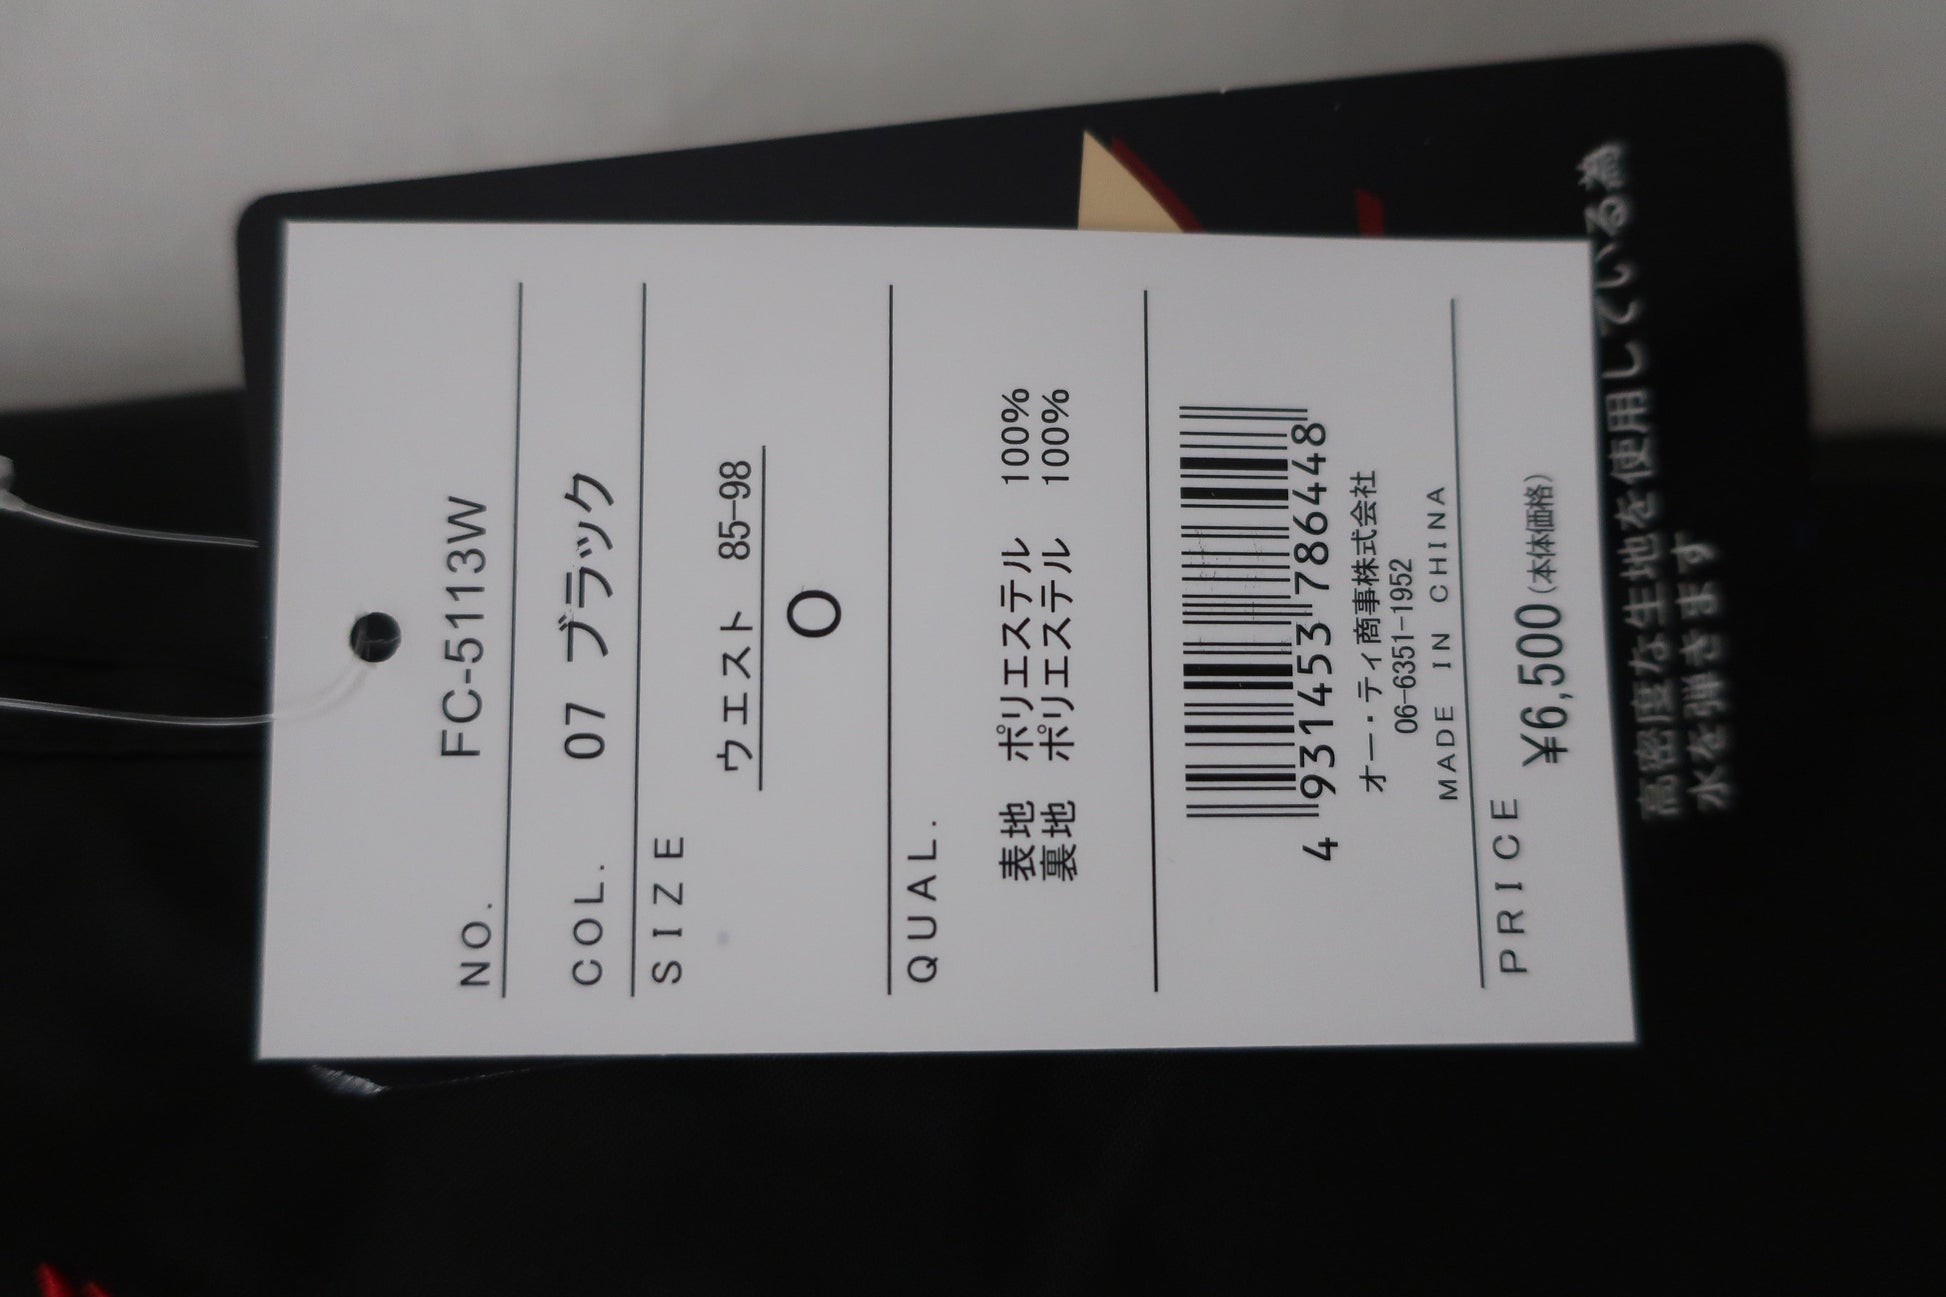 NO.
FC-5113W
COL. 07 ブラック
SIZE
ウエスト 85-98
O
QUAL.
表地 ポリエステル 100%
裏地 ポリエステル 100%
4 931453 786448
オー・ティ商事株式会社
06-6351-1952
MADE IN CHINA
PRICE
¥6,500(本体価格)
高密度な生地を使用している為
水を弾きます